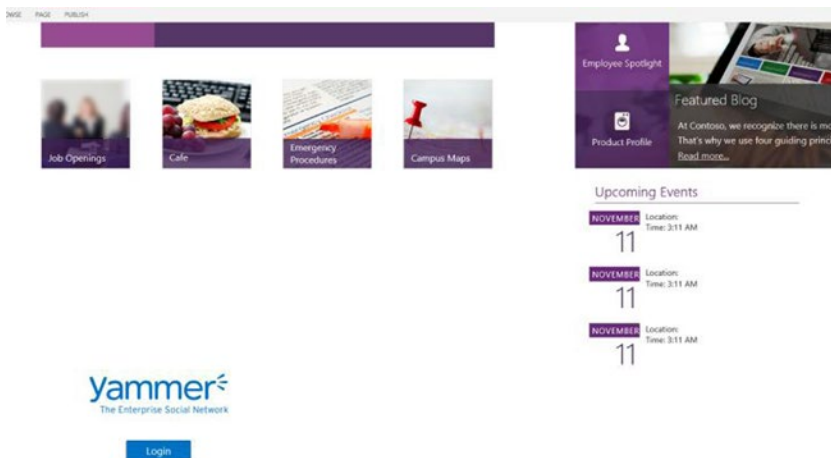 PAGE
PUBLISH
Job Openings
Cafe
Emergency
Procedures
Campus Maps
Employee Spotlight
Product Profile
Featured Blog
At Contoso, we recognize there is
That's why we use four guiding
Read more...
Upcoming Events
NOVEMBER
11
Location:
Time: 3:11 AM
NOVEMBER
11
Location:
Time: 3:11 AM
NOVEMBER
11
Location:
Time: 3:11 AM
yammer
The Enterprise Social Network
Login